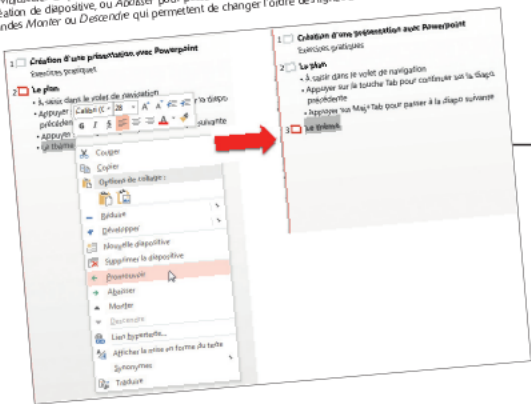 création de diapositive, ou Abaisser pour
commandes Monter ou Descendre qui permettent de changer l'ordre des lignes
1 Création d'une présentation avec Powerpoint
Exercices pratiques
2 Le plan
• À saisir dans le volet de navigation
• Appuyer
précédente
• Appuyer
• Le thème
Calibri (C 28 A A
G I S A
r la diapo
suivante
Couper
Copier
Options de collage :
Réduire
Développer
Nouvelle diapositive
Supprimer la diapositive
Promouvoir
Abaisser
Monter
Descendre
Lien hypertexte...
Afficher la mise en forme du texte
Synonymes
Traduire
1 Création d'une présentation avec Powerpoint
Exercices pratiques
2 Le plan
• À saisir dans le volet de navigation
• Appuyer sur la touche Tab pour continuer sur la diapo
précédente
• Appuyer sur Maj+Tab pour passer à la diapo suivante
3 Le thème